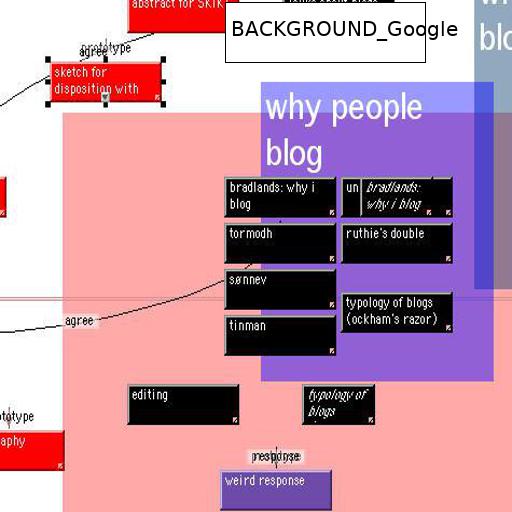 abstract for SKIK
BACKGROUND_Google
prototype
agree
sketch for
disposition with
blo
why people
blog
bradlands: why i
blog
un
bradlands:
why i blog
tormodh
ruthie's double
sønnev
typology of blogs
(ockham's razor)
agree
tinman
editing
typology of
blogs
ototype
aphy
response
weird response